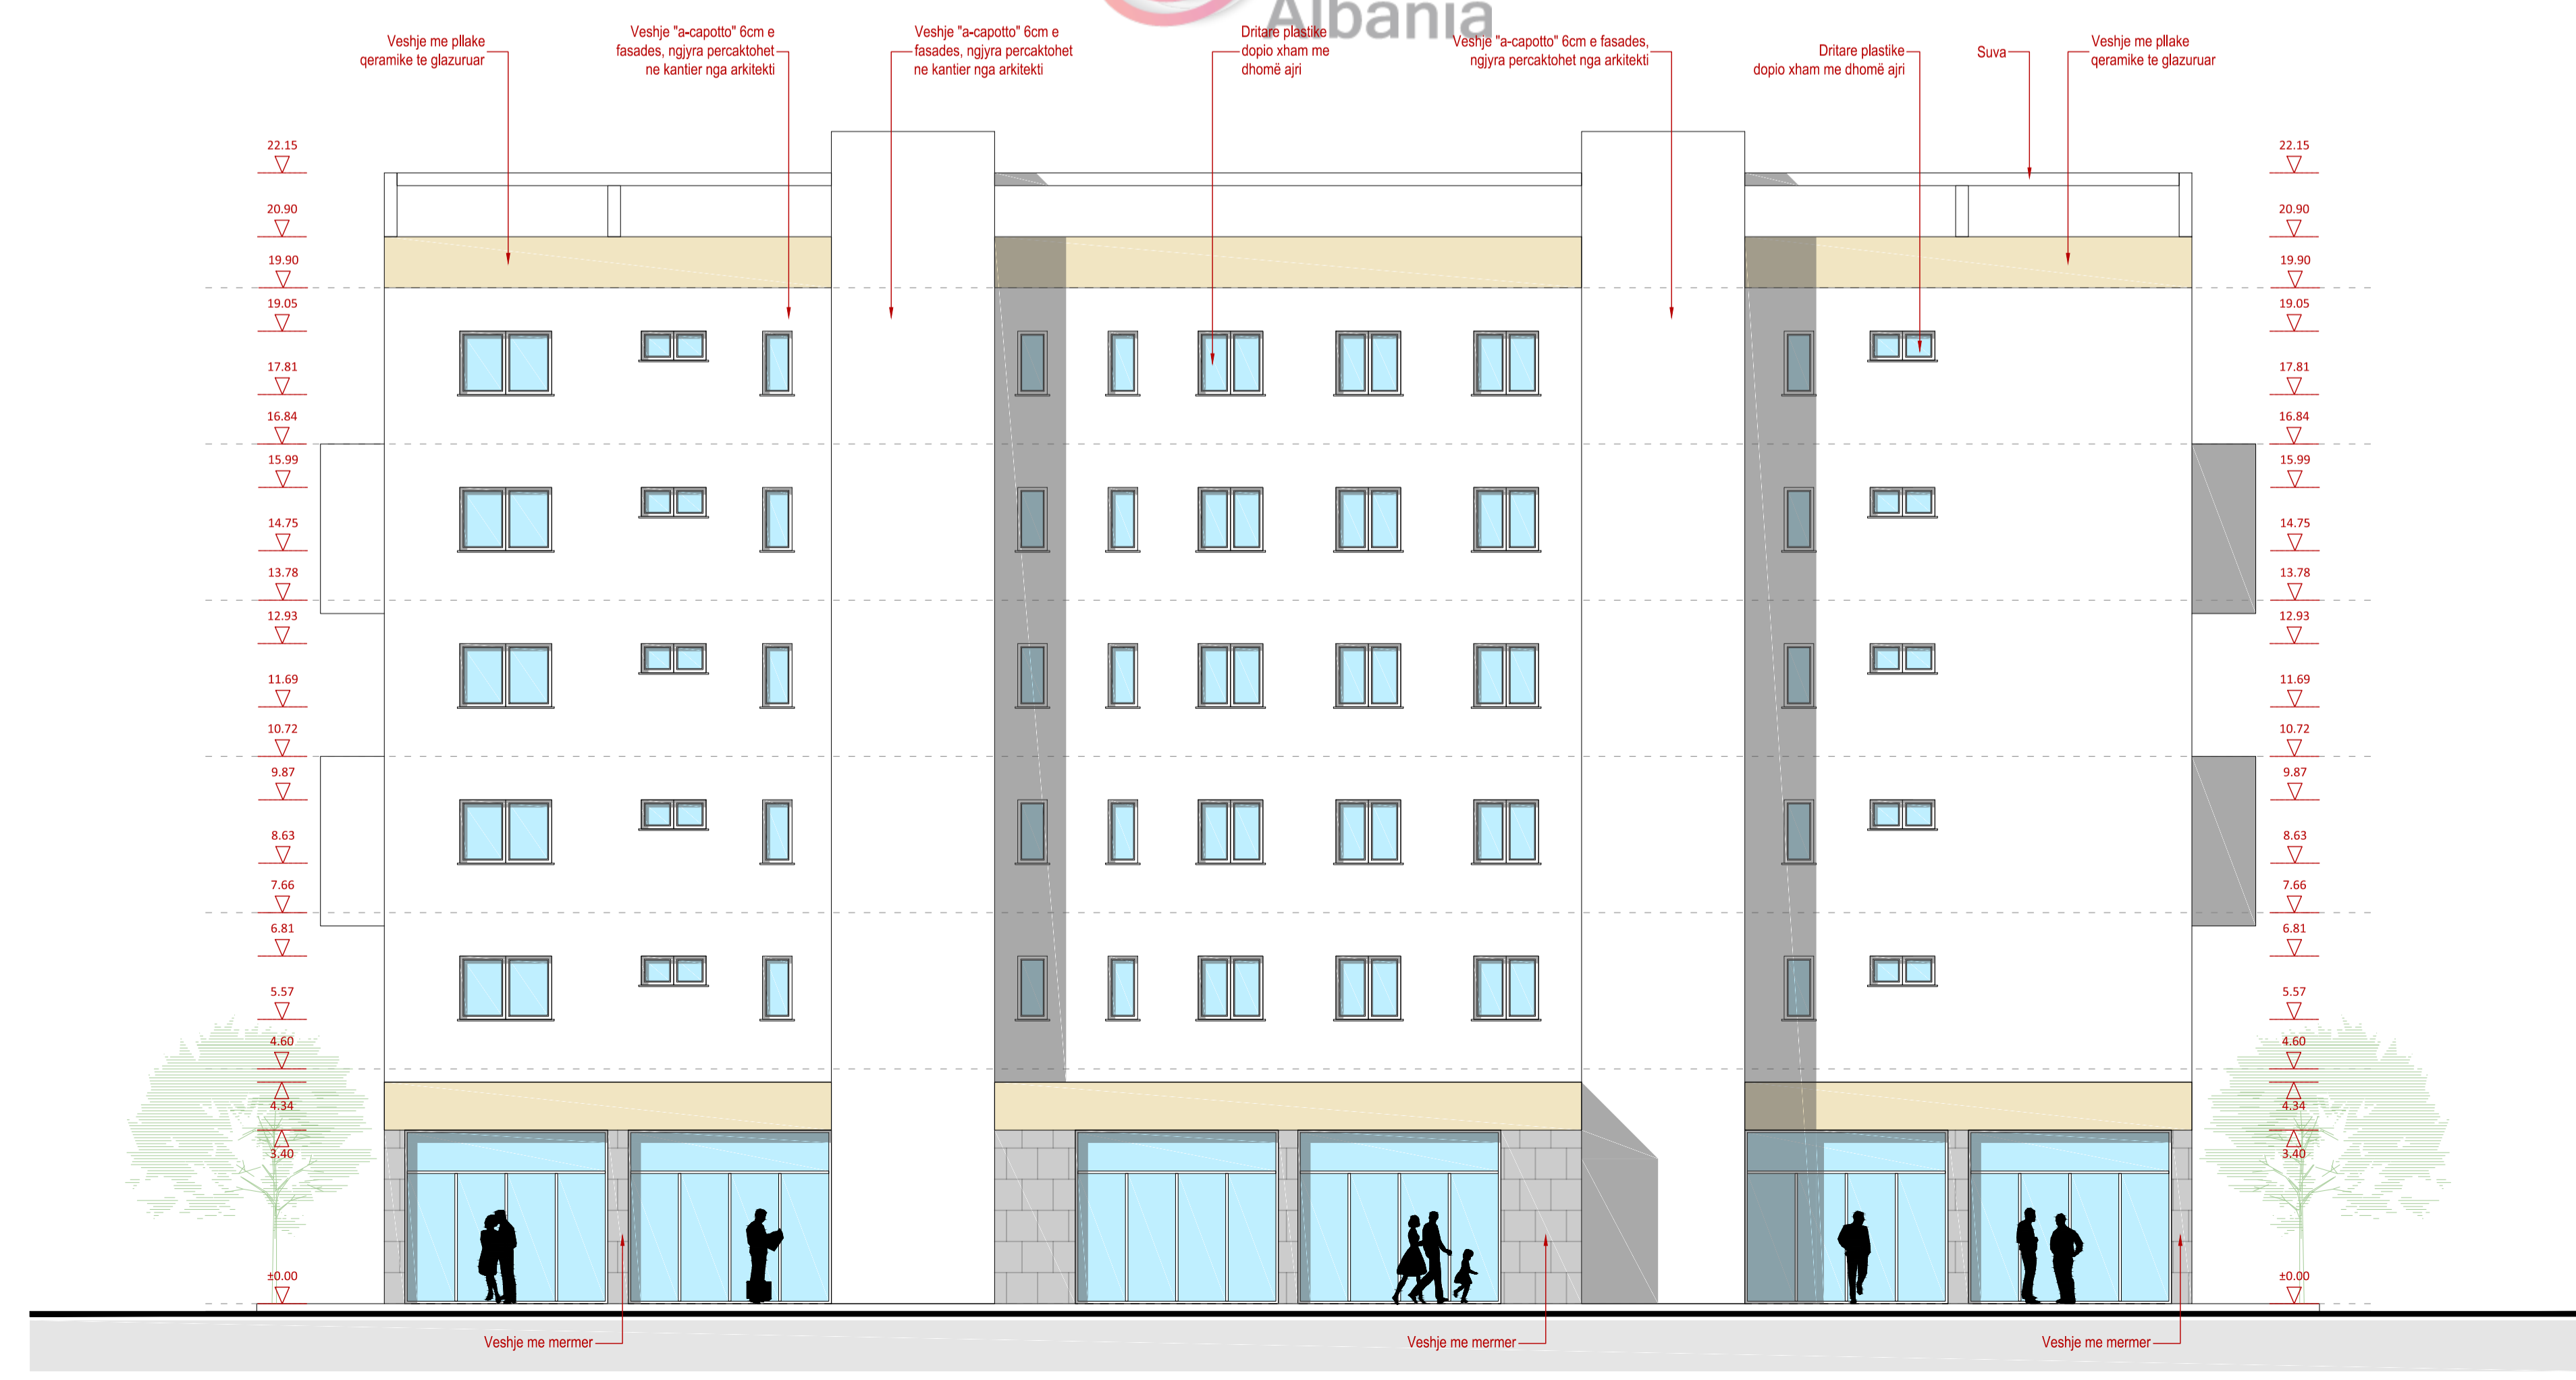 Albania
Veshje me pllake
qeramike te glazuruar
Veshje "a-capotto" 6cm e
fasades, ngjyra percaktohet
ne kantier nga arkitekti
Veshje "a-capotto" 6cm e
fasades, ngjyra percaktohet
ne kantier nga arkitekti
Dritare plastike
dopio xham me
dhomë ajri
Veshje "a-capotto" 6cm e fasades,
ngjyra percaktohet nga arkitekti
Dritare plastike
dopio xham me dhomë ajri
Suva
Veshje me pllake
qeramike te glazuruar
22.15
20.90
19.90
19.05
17.81
16.84
15.99
14.75
13.78
12.93
11.69
10.72
9.87
8.63
7.66
6.81
5.57
4.60
4.34
3.40
±0.00
22.15
20.90
19.90
19.05
17.81
16.84
15.99
14.75
13.78
12.93
11.69
10.72
9.87
8.63
7.66
6.81
5.57
4.60
4.34
3.40
±0.00
Veshje me mermer
Veshje me mermer
Veshje me mermer